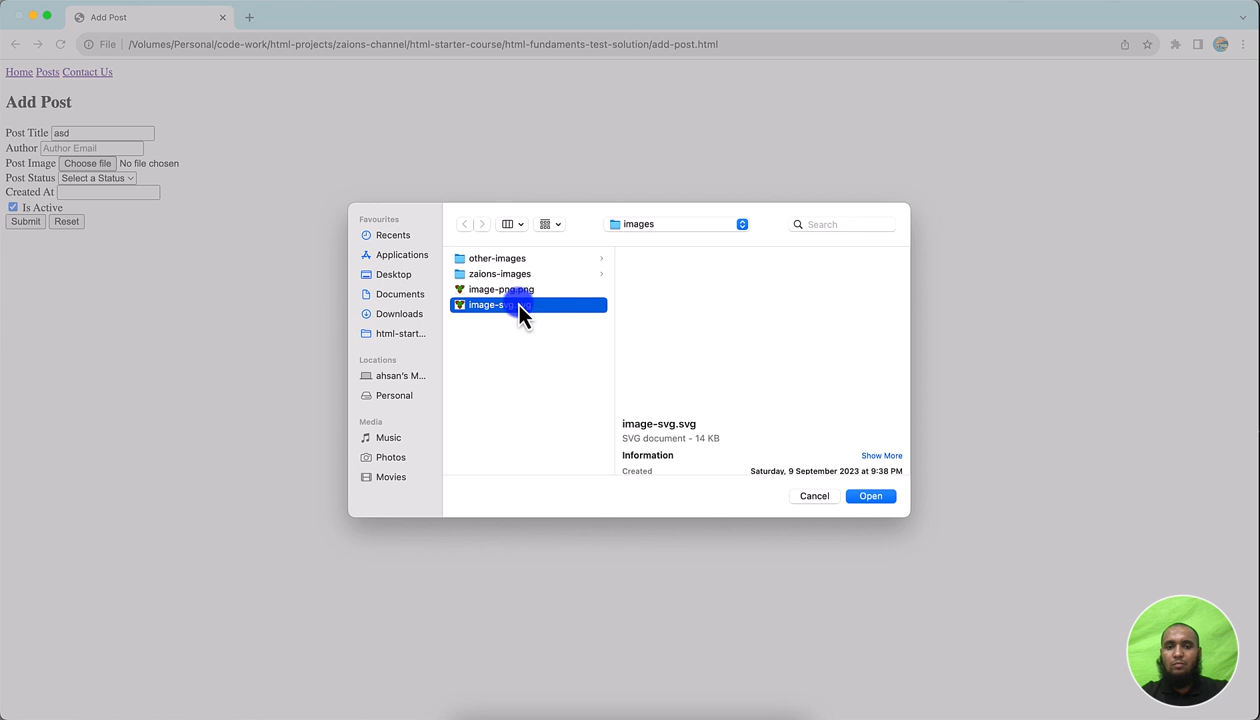 Add Post
File
/Volumes/Personal/code-work/html-projects/zaions-channel/html-starter-course/html-fundaments-test-solution/add-post.html
Home Posts Contact Us
Add Post
Post Title asd
Author Author Email
Post Image Choose file No file chosen
Post Status Select a Status
Created At
Is Active
Submit Reset
Favourites
Recents
Applications
Desktop
Documents
Downloads
html-start...
Locations
ahsan's M...
Personal
Media
Music
Photos
Movies
images
Search
other-images
zaions-images
image-png.png
image-svg.svg
image-svg.svg
SVG document - 14 KB
Information Show More
Created Saturday, 9 September 2023 at 9:38 PM
Cancel Open